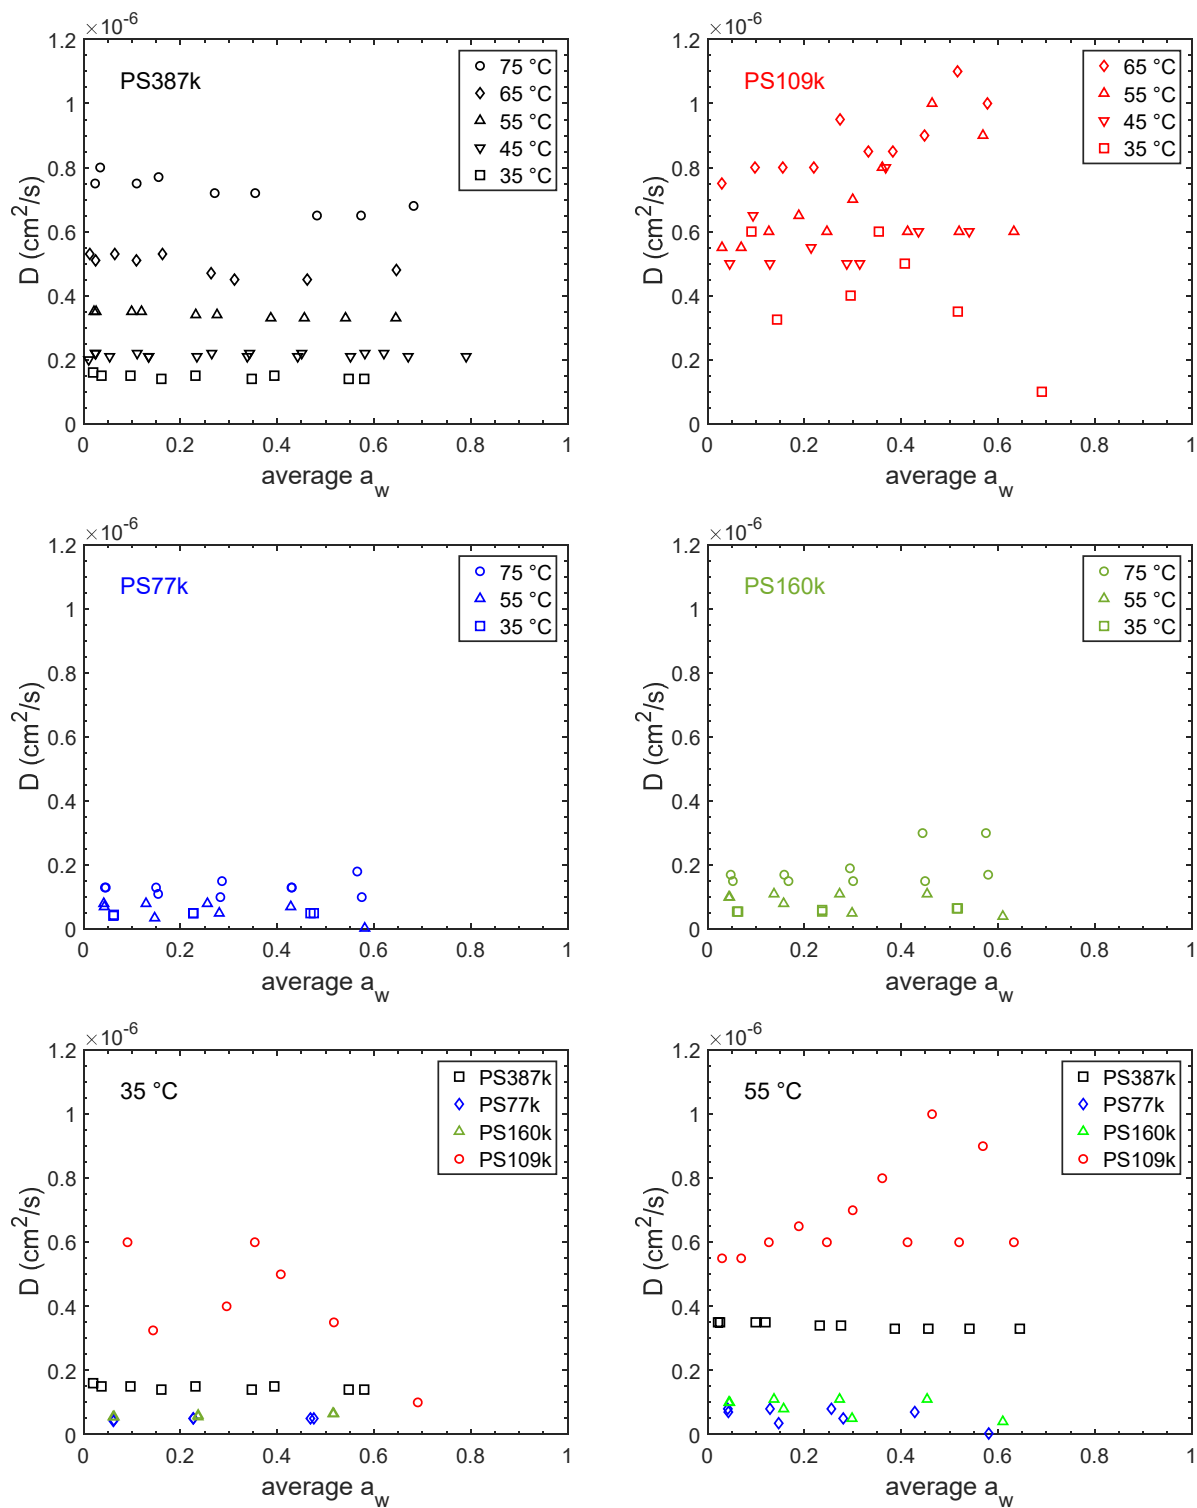 ×10⁻⁶
1.2
1
0.8
0.6
0.4
0.2
0
D (cm²/s)
PS387k
75 °C
65 °C
55 °C
45 °C
35 °C
0 0.2 0.4 0.6 0.8 1
average a_w
×10⁻⁶
1.2
1
0.8
0.6
0.4
0.2
0
D (cm²/s)
PS109k
65 °C
55 °C
45 °C
35 °C
0 0.2 0.4 0.6 0.8 1
average a_w
×10⁻⁶
1.2
1
0.8
0.6
0.4
0.2
0
D (cm²/s)
PS77k
75 °C
55 °C
35 °C
0 0.2 0.4 0.6 0.8 1
average a_w
×10⁻⁶
1.2
1
0.8
0.6
0.4
0.2
0
D (cm²/s)
PS160k
75 °C
55 °C
35 °C
0 0.2 0.4 0.6 0.8 1
average a_w
×10⁻⁶
1.2
1
0.8
0.6
0.4
0.2
0
D (cm²/s)
35 °C
PS387k
PS77k
PS160k
PS109k
0 0.2 0.4 0.6 0.8 1
average a_w
×10⁻⁶
1.2
1
0.8
0.6
0.4
0.2
0
D (cm²/s)
55 °C
PS387k
PS77k
PS160k
PS109k
0 0.2 0.4 0.6 0.8 1
average a_w